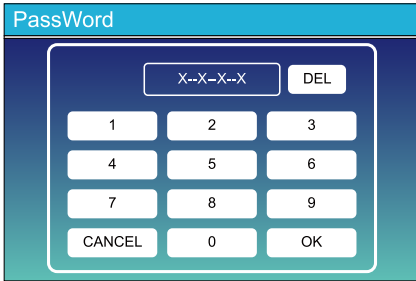 PassWord
X--X--X--X DEL
1 2 3
4 5 6
7 8 9
CANCEL 0 OK